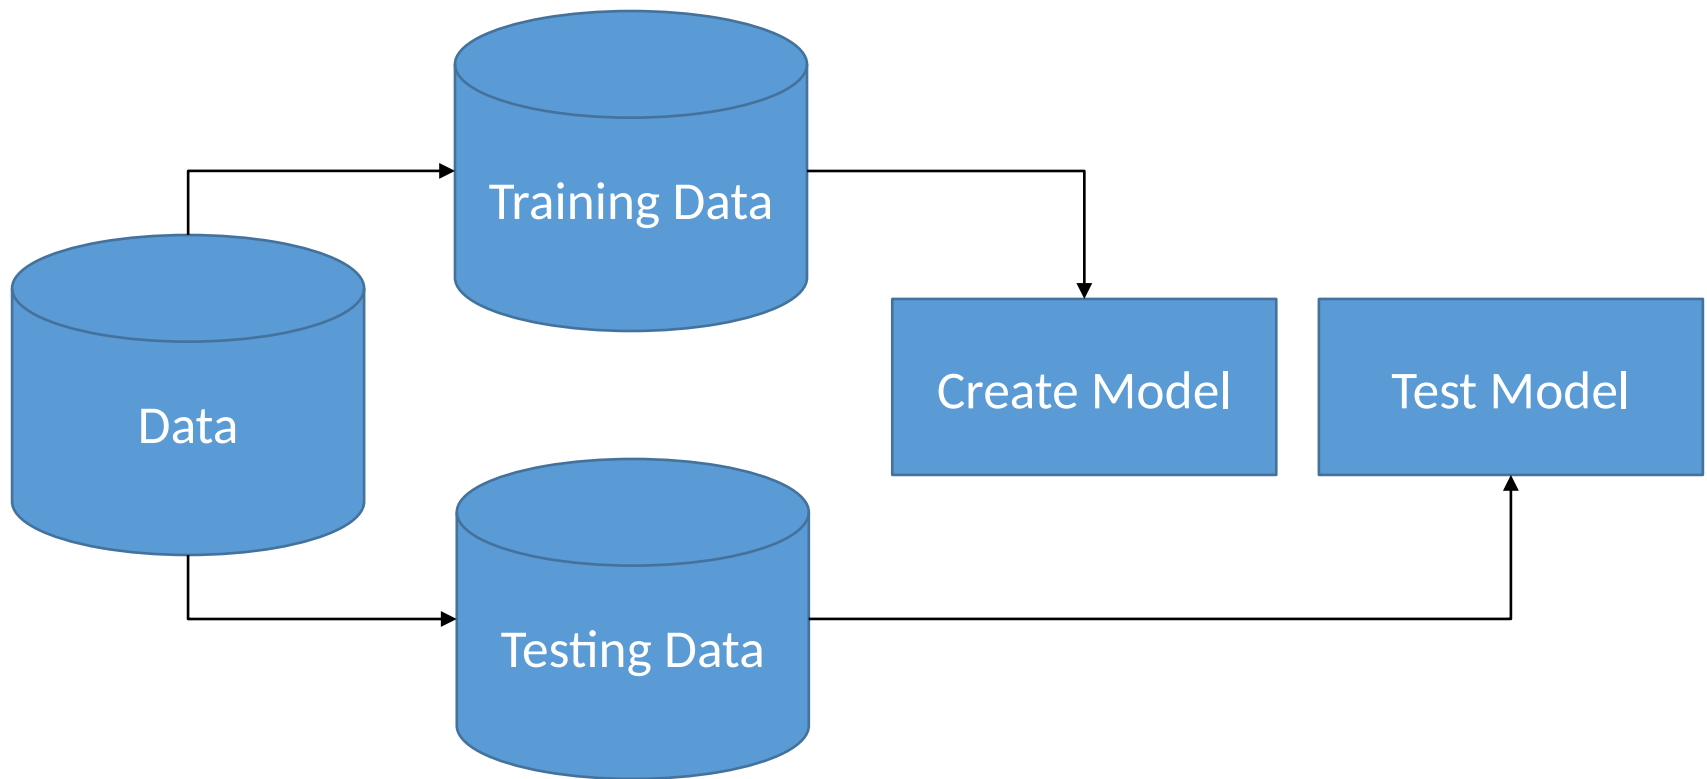 Training Data
Data
Create Model
Test Model
Testing Data